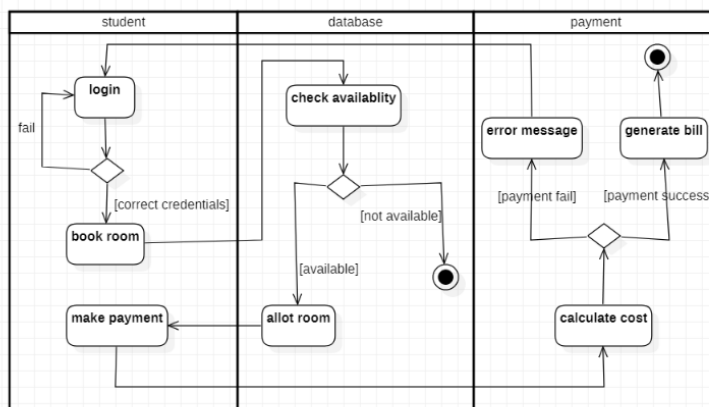 student
database
payment
login
check availablity
error message
generate bill
fail
[correct credentials]
[not available]
[payment fail]
[payment success
book room
[available]
make payment
allot room
calculate cost